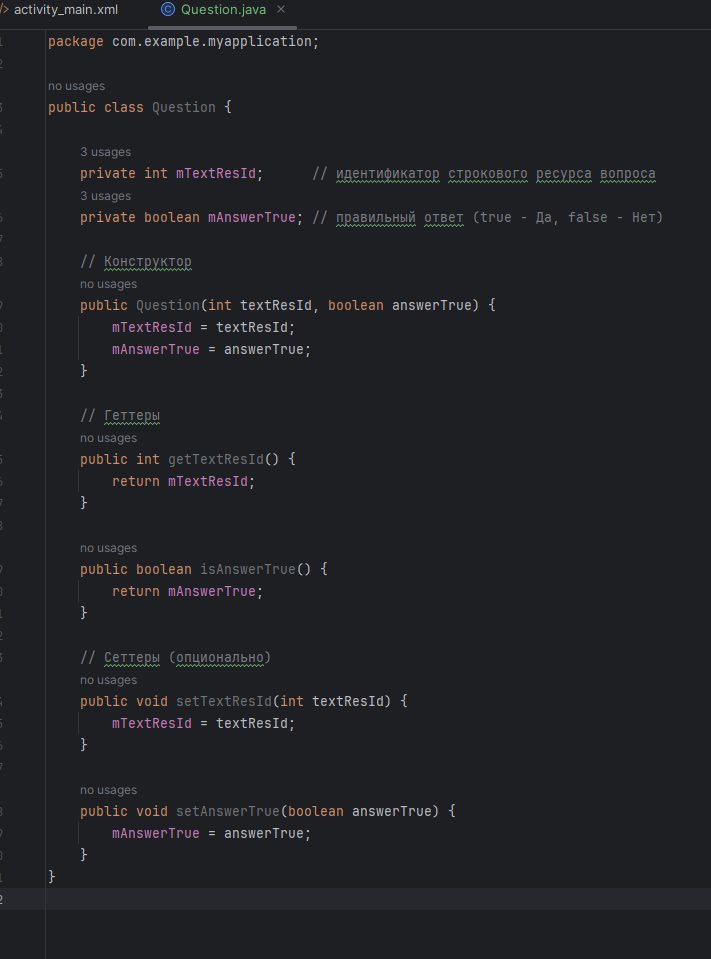 activity_main.xml Question.java
package com.example.myapplication;
no usages
public class Question {
3 usages
private int mTextResId; // идентификатор строкового ресурса вопроса
3 usages
private boolean mAnswerTrue; // правильный ответ (true - Да, false - Нет)
// Конструктор
no usages
public Question(int textResId, boolean answerTrue) {
mTextResId = textResId;
mAnswerTrue = answerTrue;
}
// Геттеры
no usages
public int getTextResId() {
return mTextResId;
}
no usages
public boolean isAnswerTrue() {
return mAnswerTrue;
}
// Сеттеры (опционально)
no usages
public void setTextResId(int textResId) {
mTextResId = textResId;
}
no usages
public void setAnswerTrue(boolean answerTrue) {
mAnswerTrue = answerTrue;
}
}